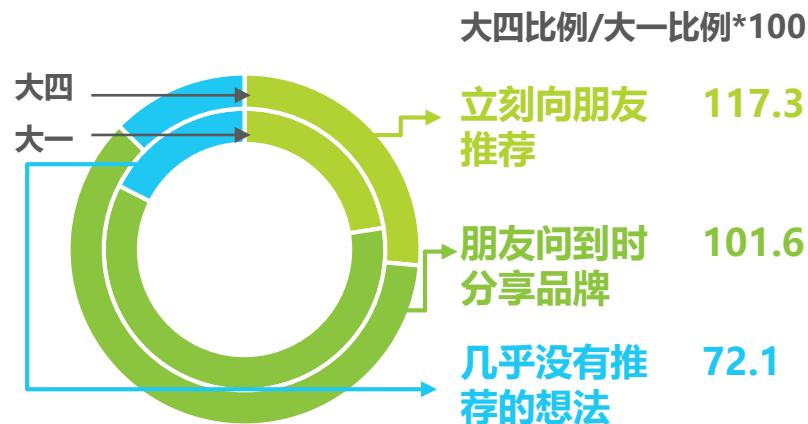 大四比例/大一比例*100
大四
大一
立刻向朋友
推荐
117.3
朋友问到时
分享品牌
101.6
几乎没有推
荐的想法
72.1